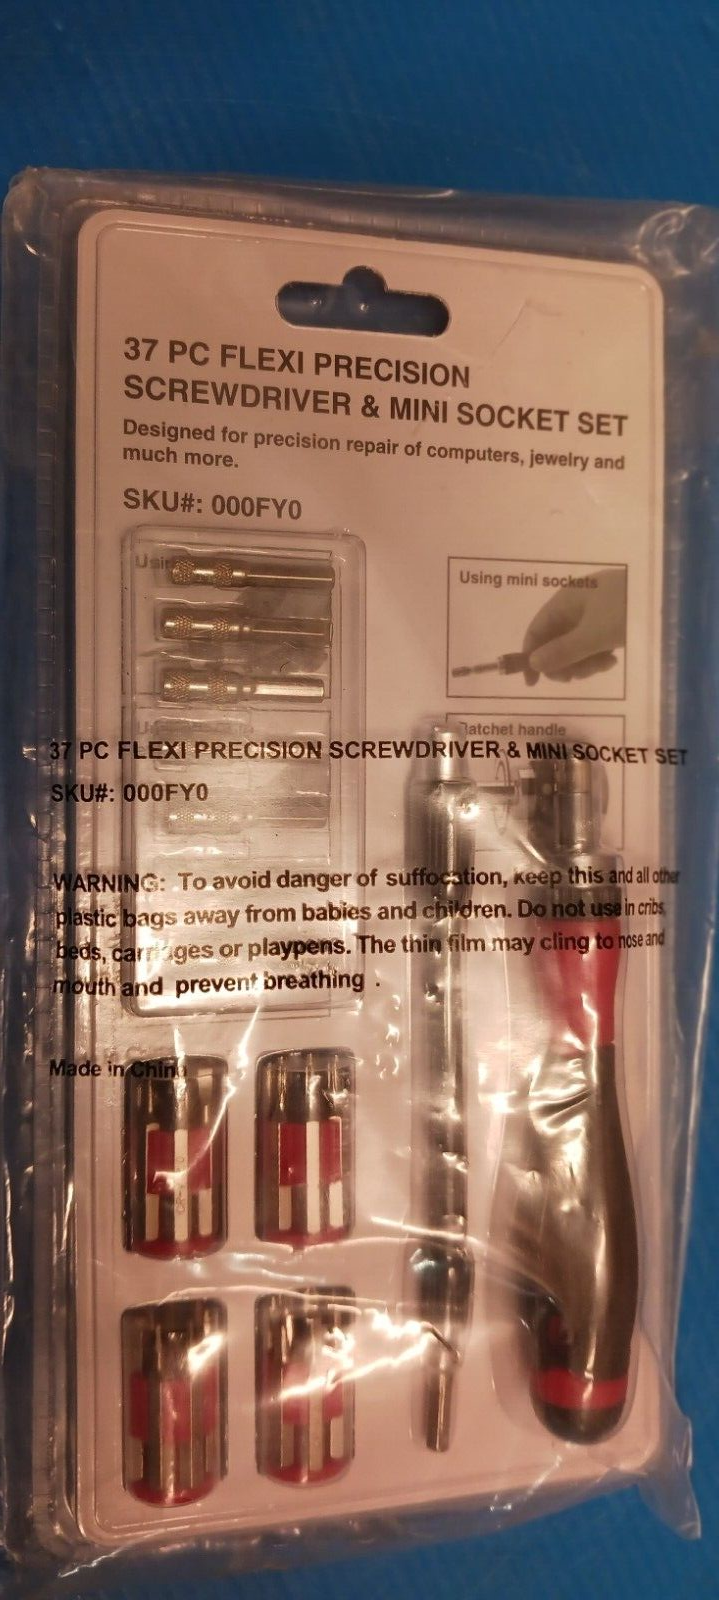 37 PC FLEXI PRECISION
SCREWDRIVER & MINI SOCKET SET
Designed for precision repair of computers, jewelry and
much more.
SKU#: 000FY0
Using mini sockets
Ratchet handle
37 PC FLEXI PRECISION SCREWDRIVER & MINI SOCKET SET
SKU#: 000FY0
WARNING: To avoid danger of suffocation, keep this and all other
plastic bags away from babies and children. Do not use in cribs,
beds, carriages or playpens. The thin film may cling to nose and
mouth and prevent breathing .
Made in China